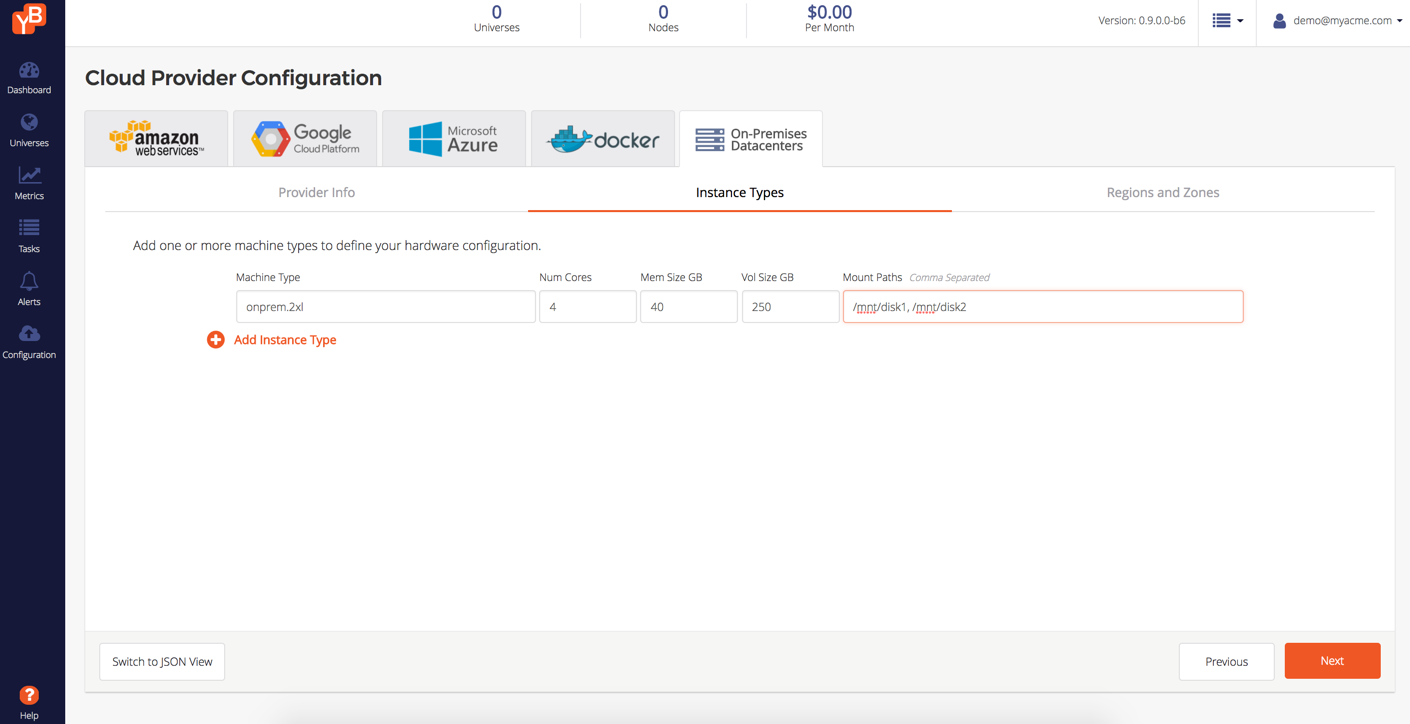 YB
0
Universes
0
Nodes
$0.00
Per Month
Version: 0.9.0.0-b6
demo@myacme.com
Dashboard
Universes
Metrics
Tasks
Alerts
Configuration
? Help
Cloud Provider Configuration
amazon
web services™
Google
Cloud Platform
Microsoft
Azure
docker
On-Premises
Datacenters
Provider Info
Instance Types
Regions and Zones
Add one or more machine types to define your hardware configuration.
Machine Type
Num Cores
Mem Size GB
Vol Size GB
Mount Paths Comma Separated
onprem.2xl
4
40
250
/mnt/disk1, /mnt/disk2
Add Instance Type
Switch to JSON View
Previous
Next